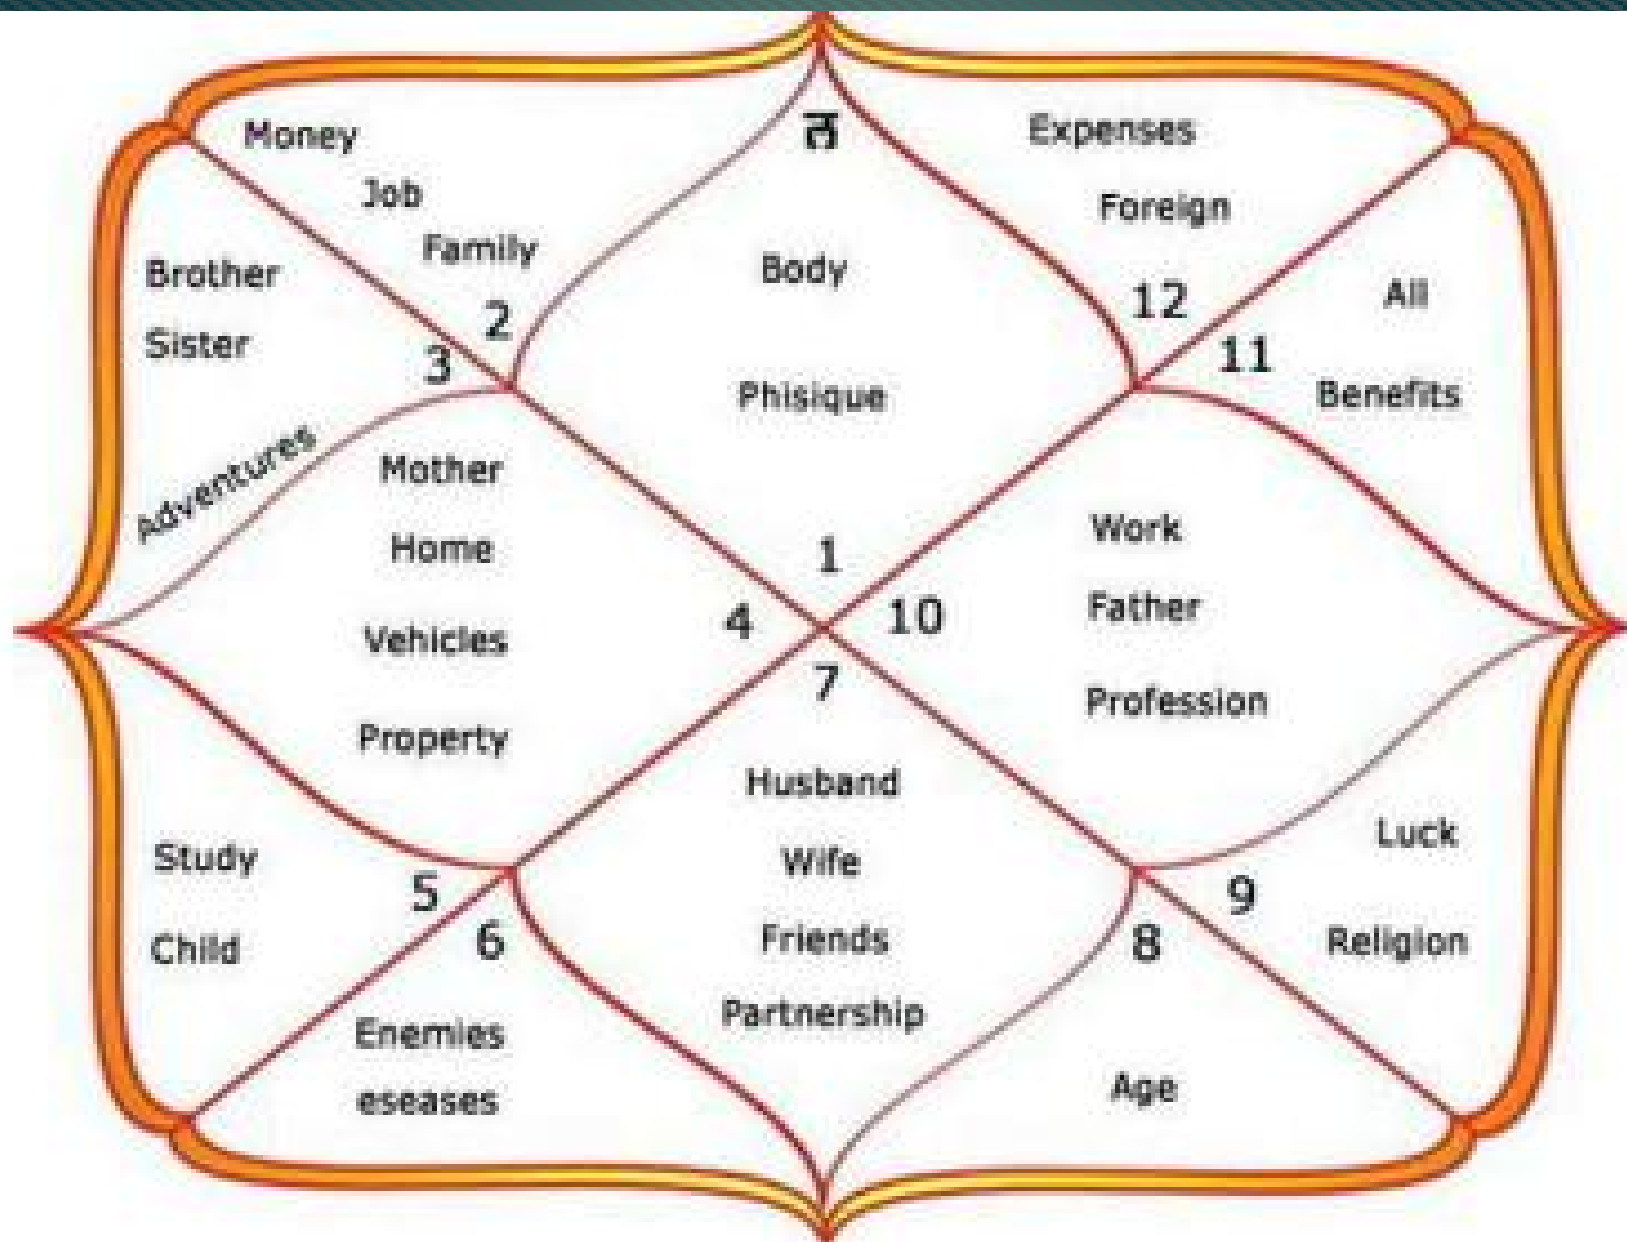 ल
Body
Phisique
1
Money
Job
Family
2
Brother
Sister
Adventures
3
Mother
Home
Vehicles
Property
4
Study
Child
5
6
Enemies
eseases
7
Husband
Wife
Friends
Partnership
8
Age
9
Luck
Religion
10
Work
Father
Profession
11
All
Benefits
Expenses
Foreign
12